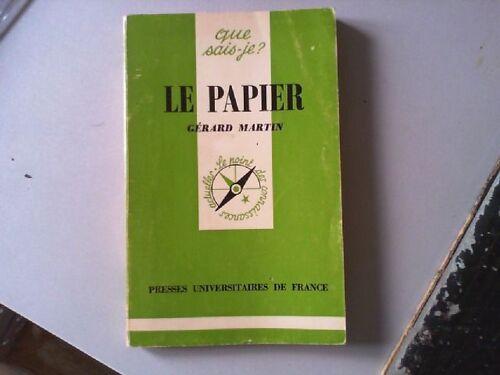 que
sais-je?
LE PAPIER
GÉRARD MARTIN
le point des connaissances actuelles
PRESSES UNIVERSITAIRES DE FRANCE